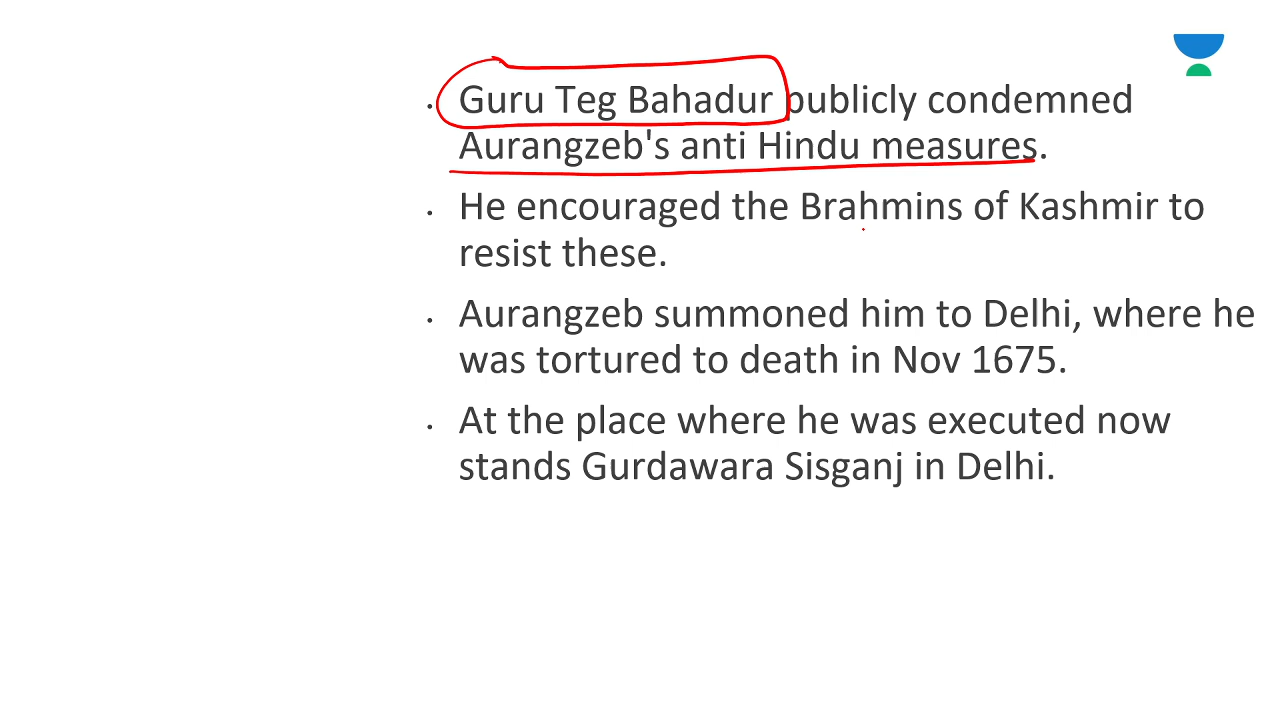 · Guru Teg Bahadur publicly condemned
Aurangzeb's anti Hindu measures.
· He encouraged the Brahmins of Kashmir to
resist these.
· Aurangzeb summoned him to Delhi, where he
was tortured to death in Nov 1675.
· At the place where he was executed now
stands Gurdawara Sisganj in Delhi.